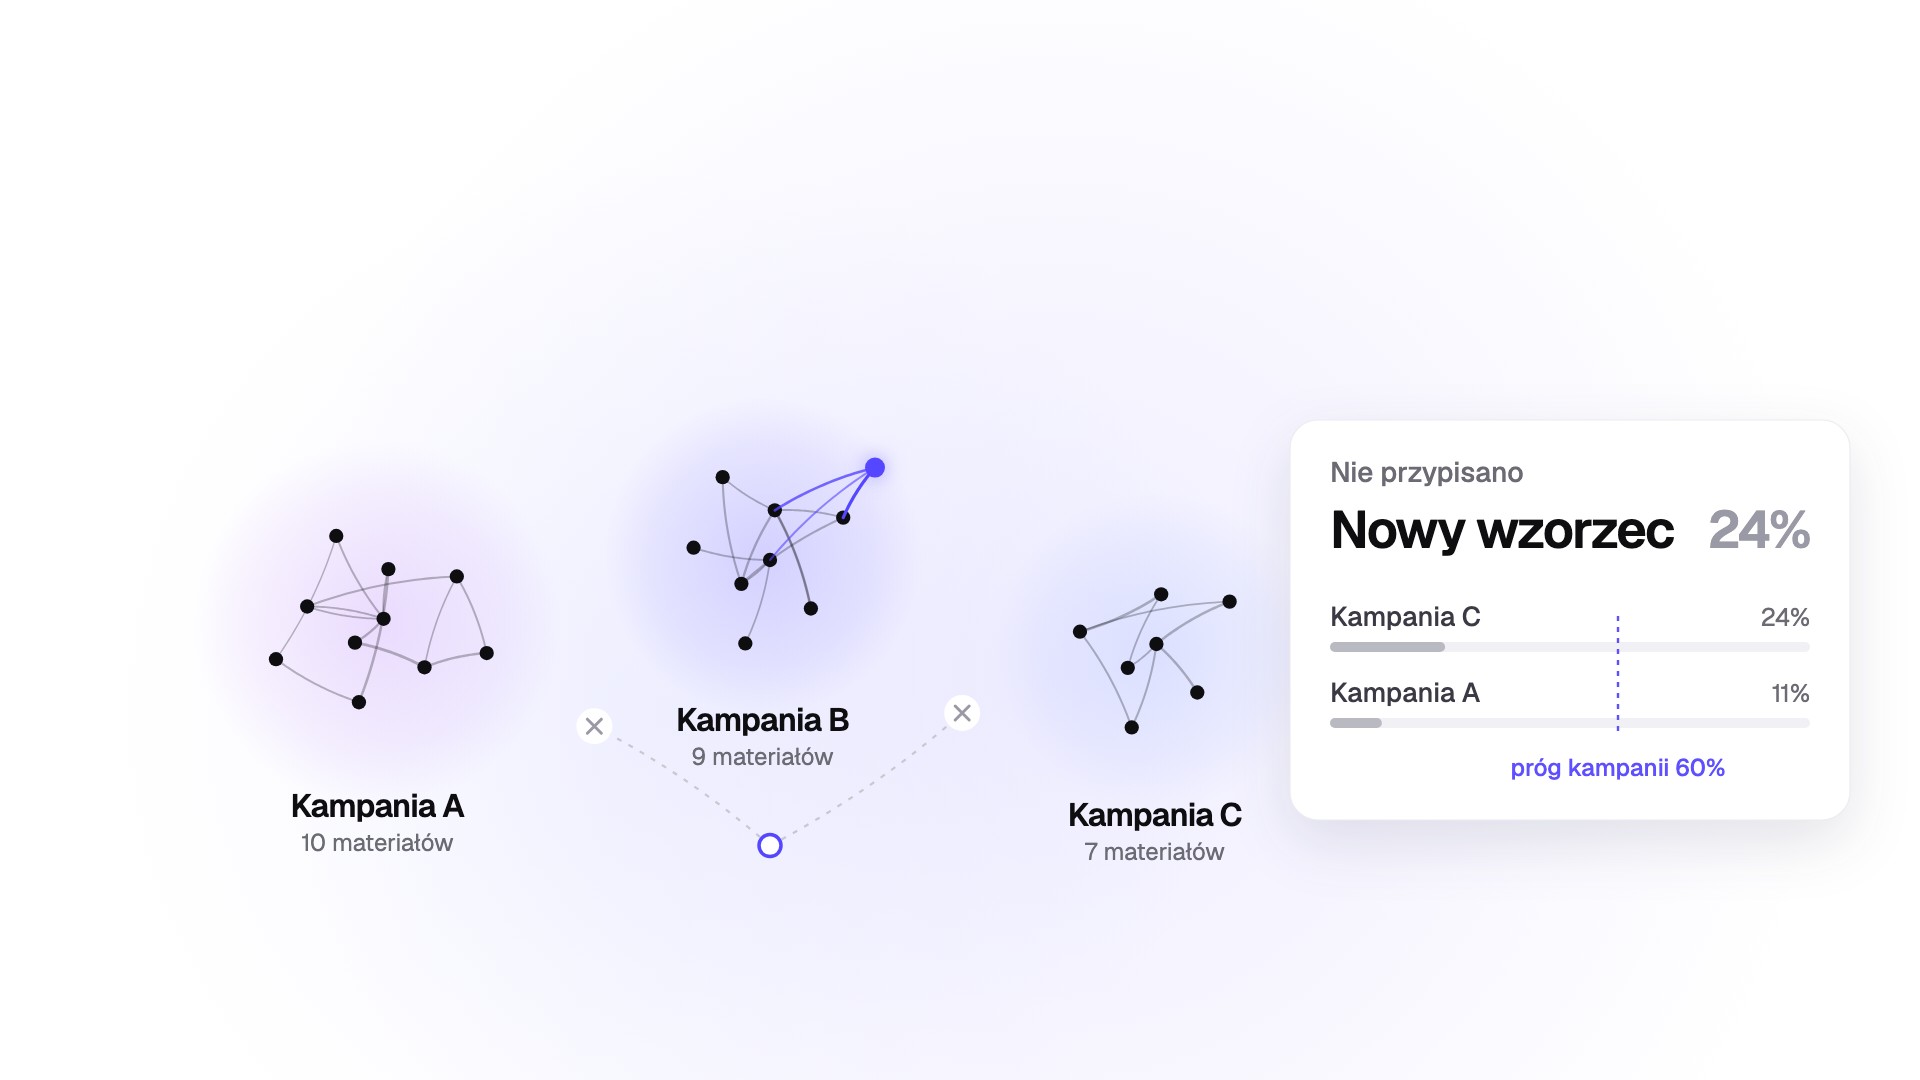 Kampania A
10 materiałów
Kampania B
9 materiałów
Kampania C
7 materiałów
Nie przypisano
Nowy wzorzec 24%
Kampania C 24%
Kampania A 11%
próg kampanii 60%